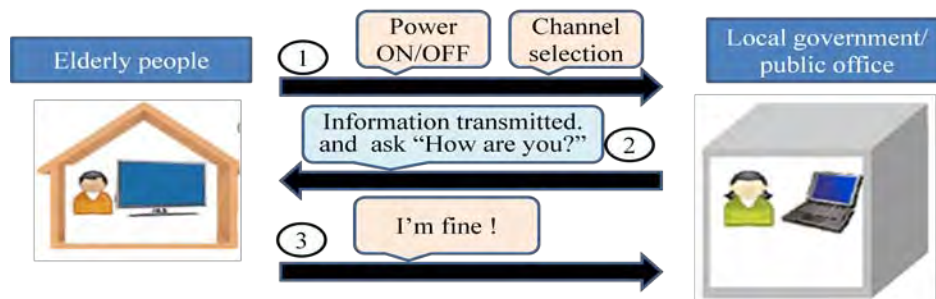 Elderly people
1
Power
ON/OFF
Channel
selection
Local government/
public office
Information transmitted.
and ask “How are you?”
2
3
I’m fine !